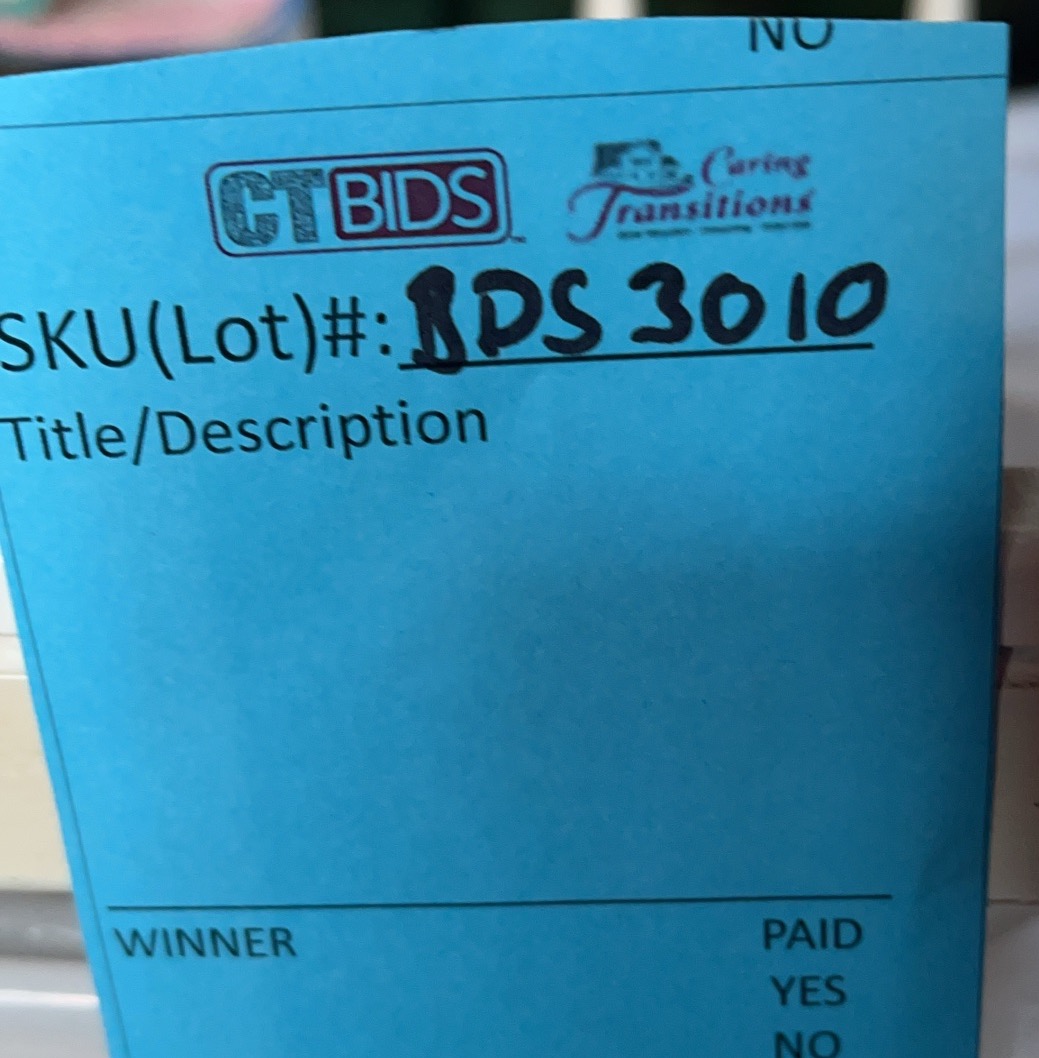 NO
CTBIDS
Caring
Transitions
SKU(Lot)#: BDS 3010
Title/Description
WINNER PAID
YES
NO